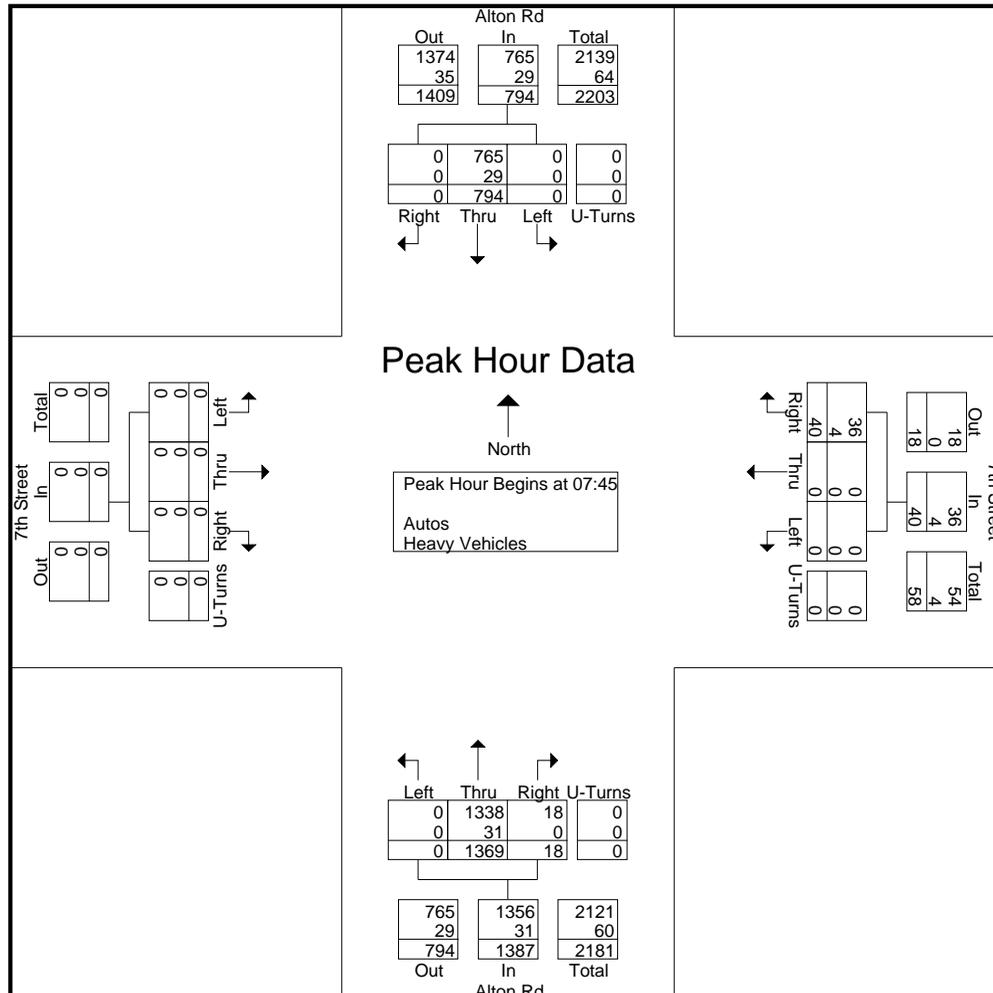 Alton Rd
Out In Total
1374 765 2139
35 29 64
1409 794 2203
0 765 0 0
0 29 0 0
0 794 0 0
Right Thru Left U-Turns
Peak Hour Data
North
Peak Hour Begins at 07:45
Autos
Heavy Vehicles
7th Street
Total
0 0 0
In
0 0 0
Out
0 0 0
Left
0 0 0
Thru
0 0 0
Right
0 0 0
U-Turns
0 0 0
Right
36 4 40
Thru
0 0 0
Left
0 0 0
U-Turns
0 0 0
Out
18 0 18
In
36 4 40
Total
54 4 58
Left Thru Right U-Turns
0 1338 18 0
0 31 0 0
0 1369 18 0
765 1356 2121
29 31 60
794 1387 2181
Out In Total
Alton Rd